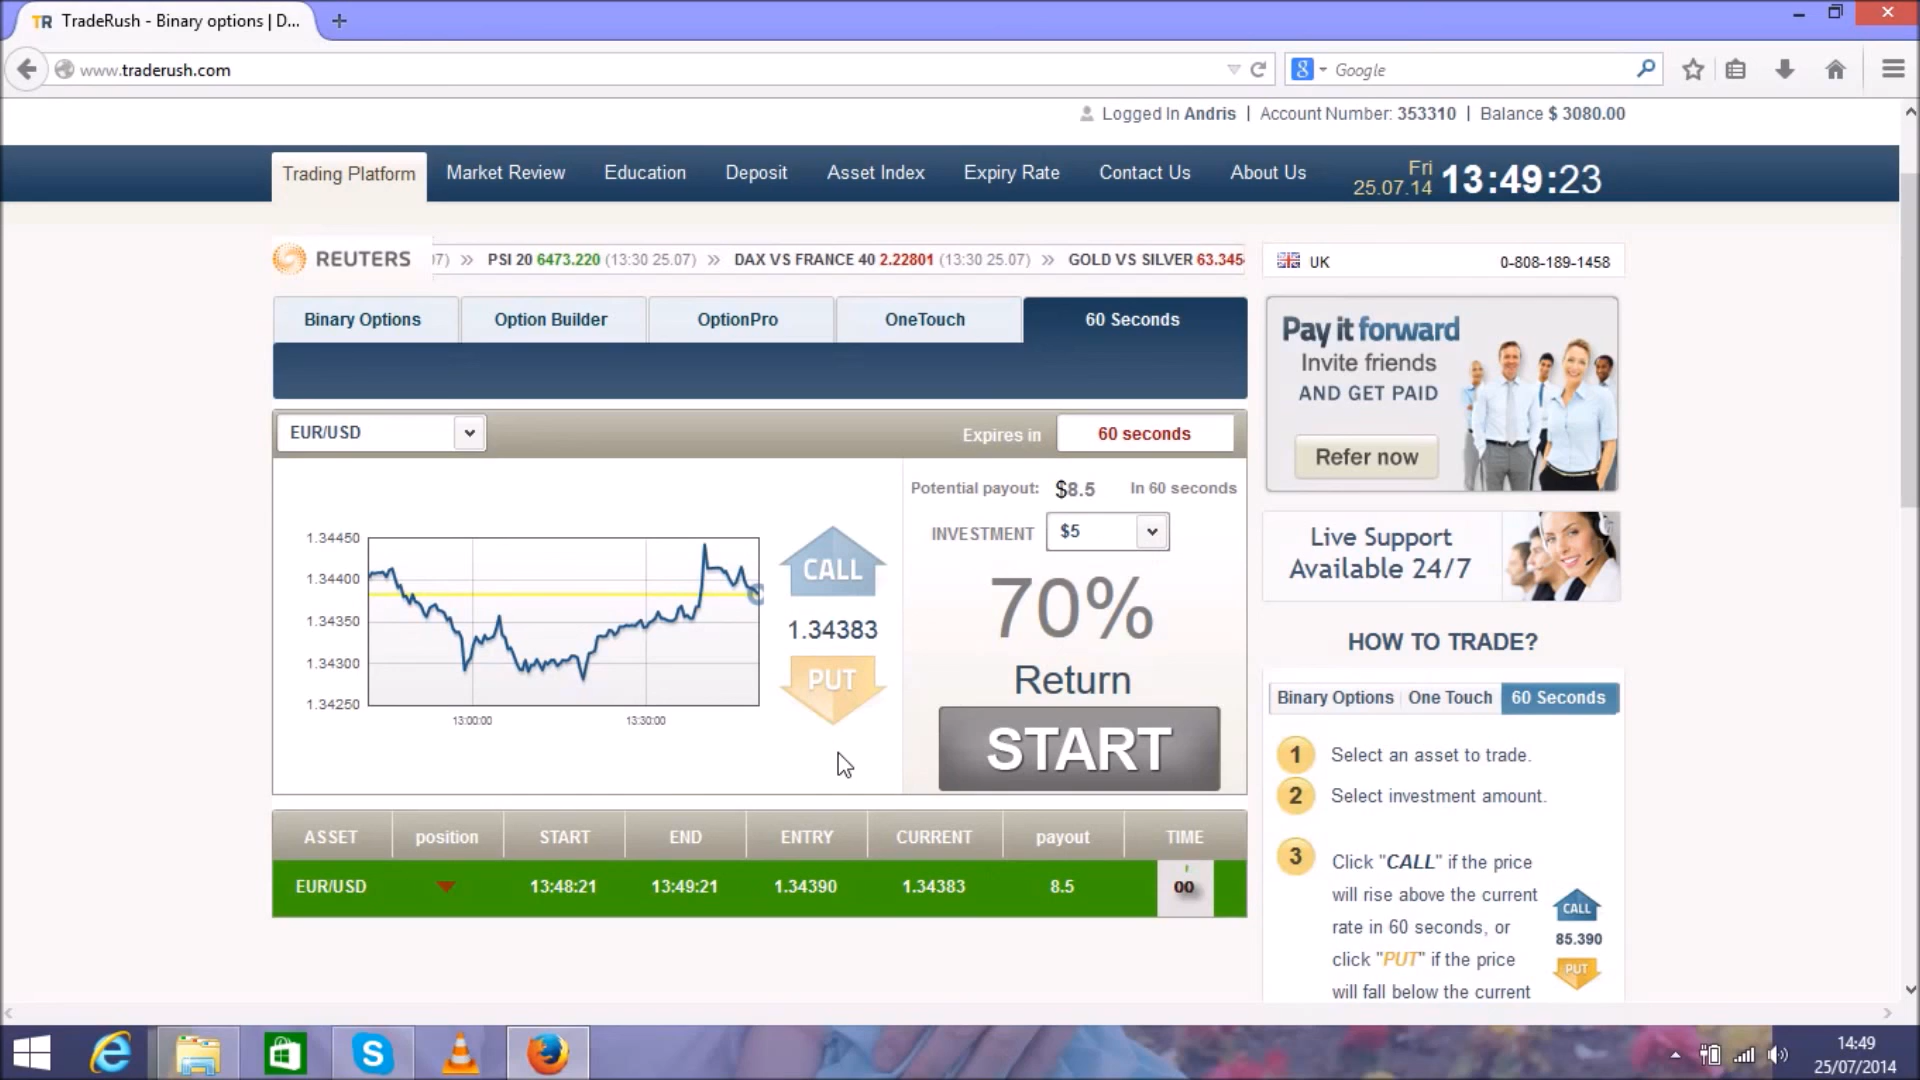 TR TradeRush - Binary options | D...
www.traderush.com
Google
Logged In Andris | Account Number: 353310 | Balance $ 3080.00
Trading Platform Market Review Education Deposit Asset Index Expiry Rate Contact Us About Us Fri 25.07.14 13:49:23
REUTERS 07) » PSI 20 6473.220 (13:30 25.07) » DAX VS FRANCE 40 2.22801 (13:30 25.07) » GOLD VS SILVER 63.345
UK 0-808-189-1458
Binary Options Option Builder OptionPro OneTouch 60 Seconds
EUR/USD Expires in 60 seconds
Potential payout: $8.5 In 60 seconds
INVESTMENT $5
70%
Return
START
1.34450
1.34400
1.34350
1.34300
1.34250
13:00:00 13:30:00
CALL
1.34383
PUT
ASSET position START END ENTRY CURRENT payout TIME
EUR/USD 13:48:21 13:49:21 1.34390 1.34383 8.5 00
Pay it forward
Invite friends
AND GET PAID
Refer now
Live Support
Available 24/7
HOW TO TRADE?
Binary Options One Touch 60 Seconds
1 Select an asset to trade.
2 Select investment amount.
3 Click "CALL" if the price
will rise above the current
rate in 60 seconds, or
click "PUT" if the price
will fall below the current
CALL
85.390
PUT
14:49
25/07/2014